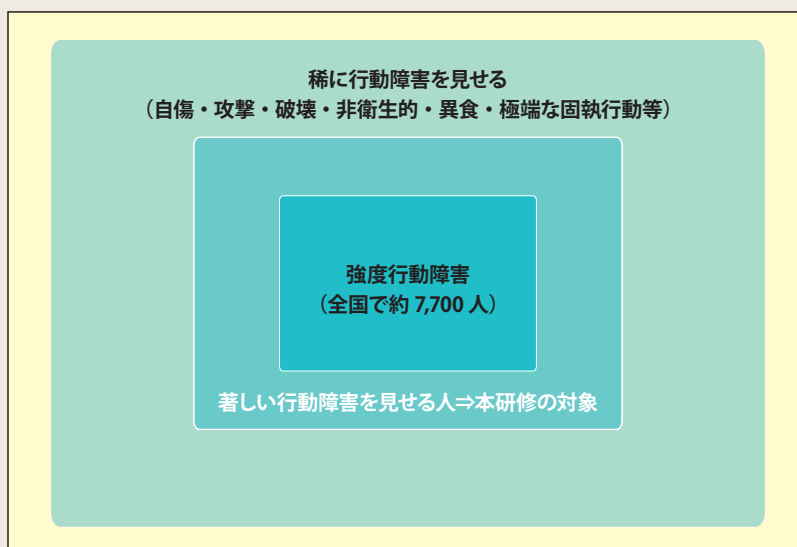 稀に行動障害を見せる
（自傷・攻撃・破壊・非衛生的・異食・極端な固執行動等）
強度行動障害
（全国で約 7,700 人）
著しい行動障害を見せる人⇒本研修の対象